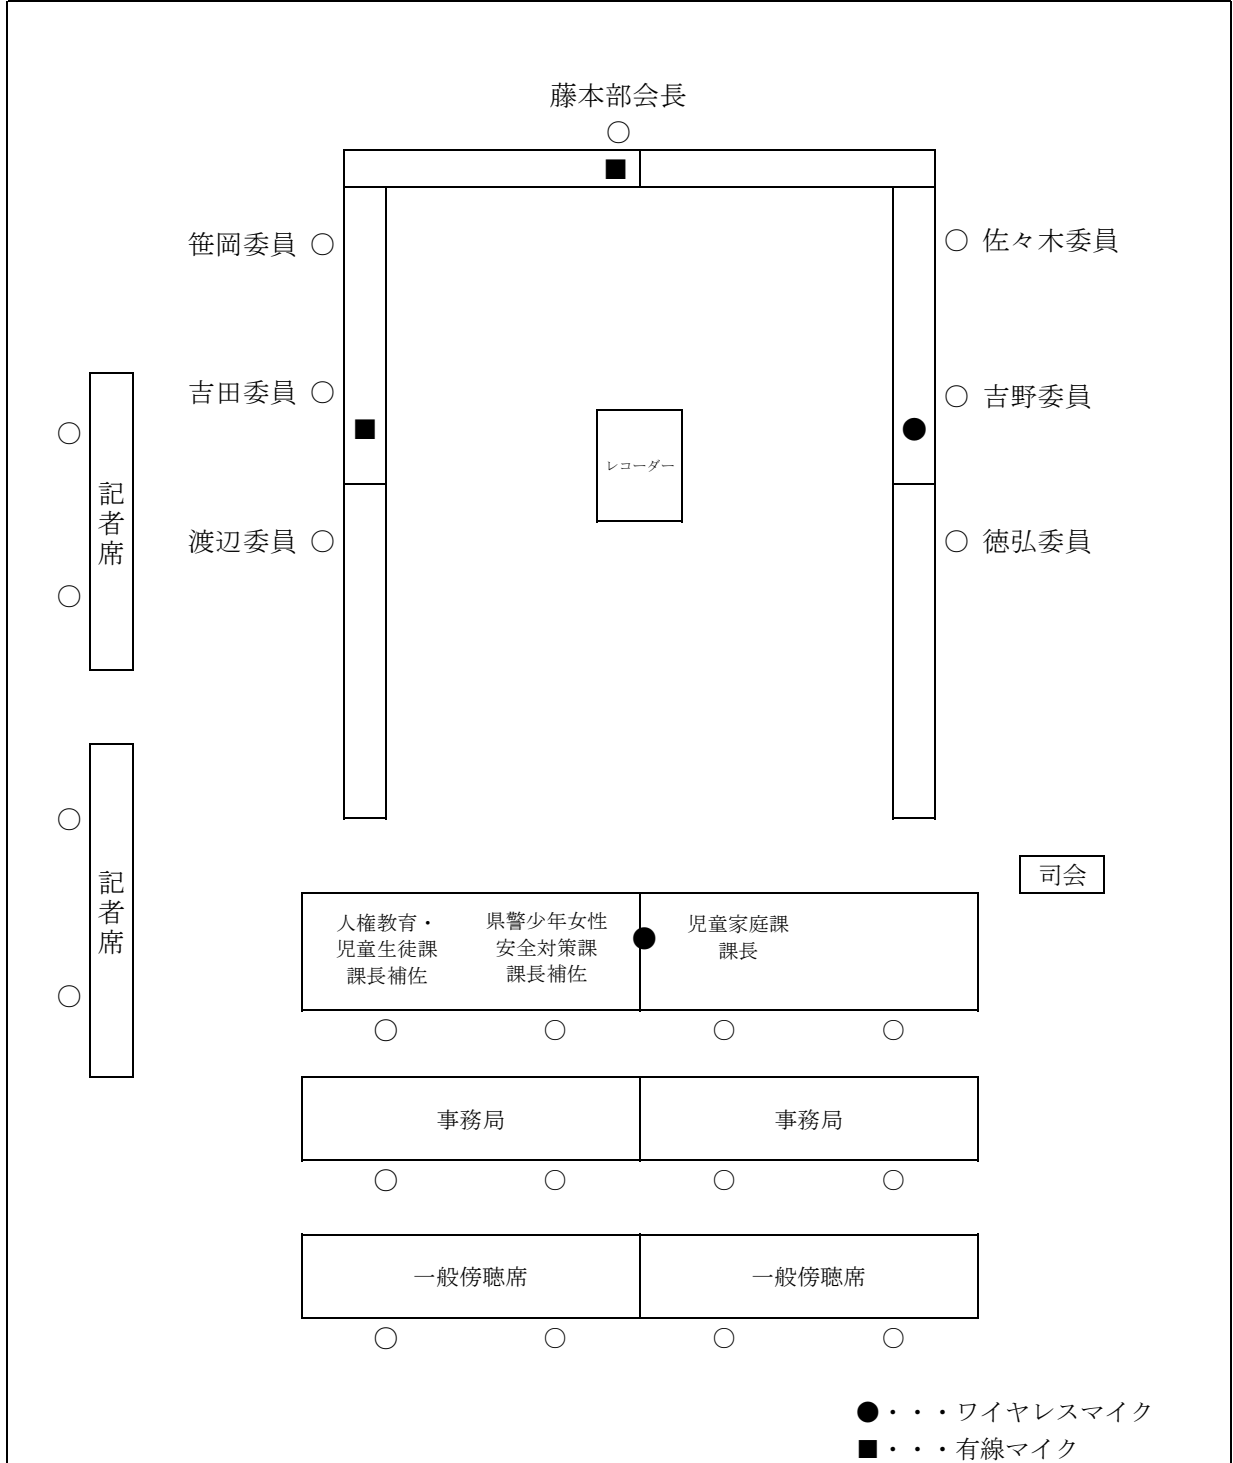 藤本部会長
笹岡委員
佐々木委員
吉田委員
吉野委員
レコーダー
記者席
渡辺委員
徳弘委員
記者席
司会
人権教育・
児童生徒課
課長補佐
県警少年女性
安全対策課
課長補佐
児童家庭課
課長
事務局
事務局
一般傍聴席
一般傍聴席
●・・・ワイヤレスマイク
■・・・有線マイク